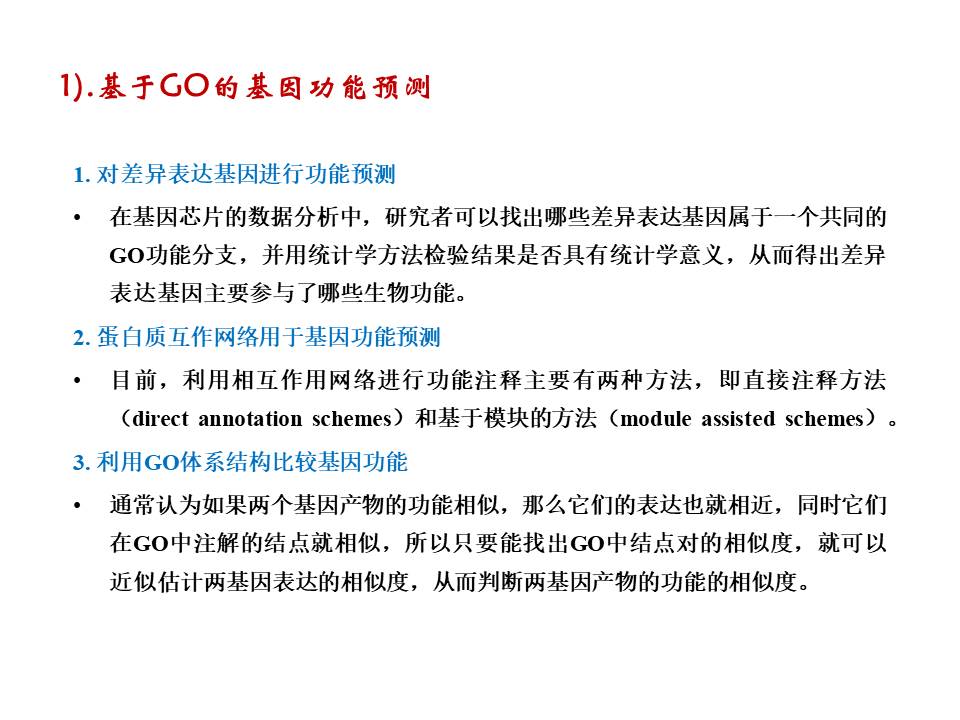 1).基于GO的基因功能预测
1. 对差异表达基因进行功能预测
• 在基因芯片的数据分析中，研究者可以找出哪些差异表达基因属于一个共同的
GO功能分支，并用统计学方法检验结果是否具有统计学意义，从而得出差异
表达基因主要参与了哪些生物功能。
2. 蛋白质互作网络用于基因功能预测
• 目前，利用相互作用网络进行功能注释主要有两种方法，即直接注释方法
（direct annotation schemes）和基于模块的方法（module assisted schemes）。
3. 利用GO体系结构比较基因功能
• 通常认为如果两个基因产物的功能相似，那么它们的表达也就相近，同时它们
在GO中注解的结点就相似，所以只要能找出GO中结点对的相似度，就可以
近似估计两基因表达的相似度，从而判断两基因产物的功能的相似度。